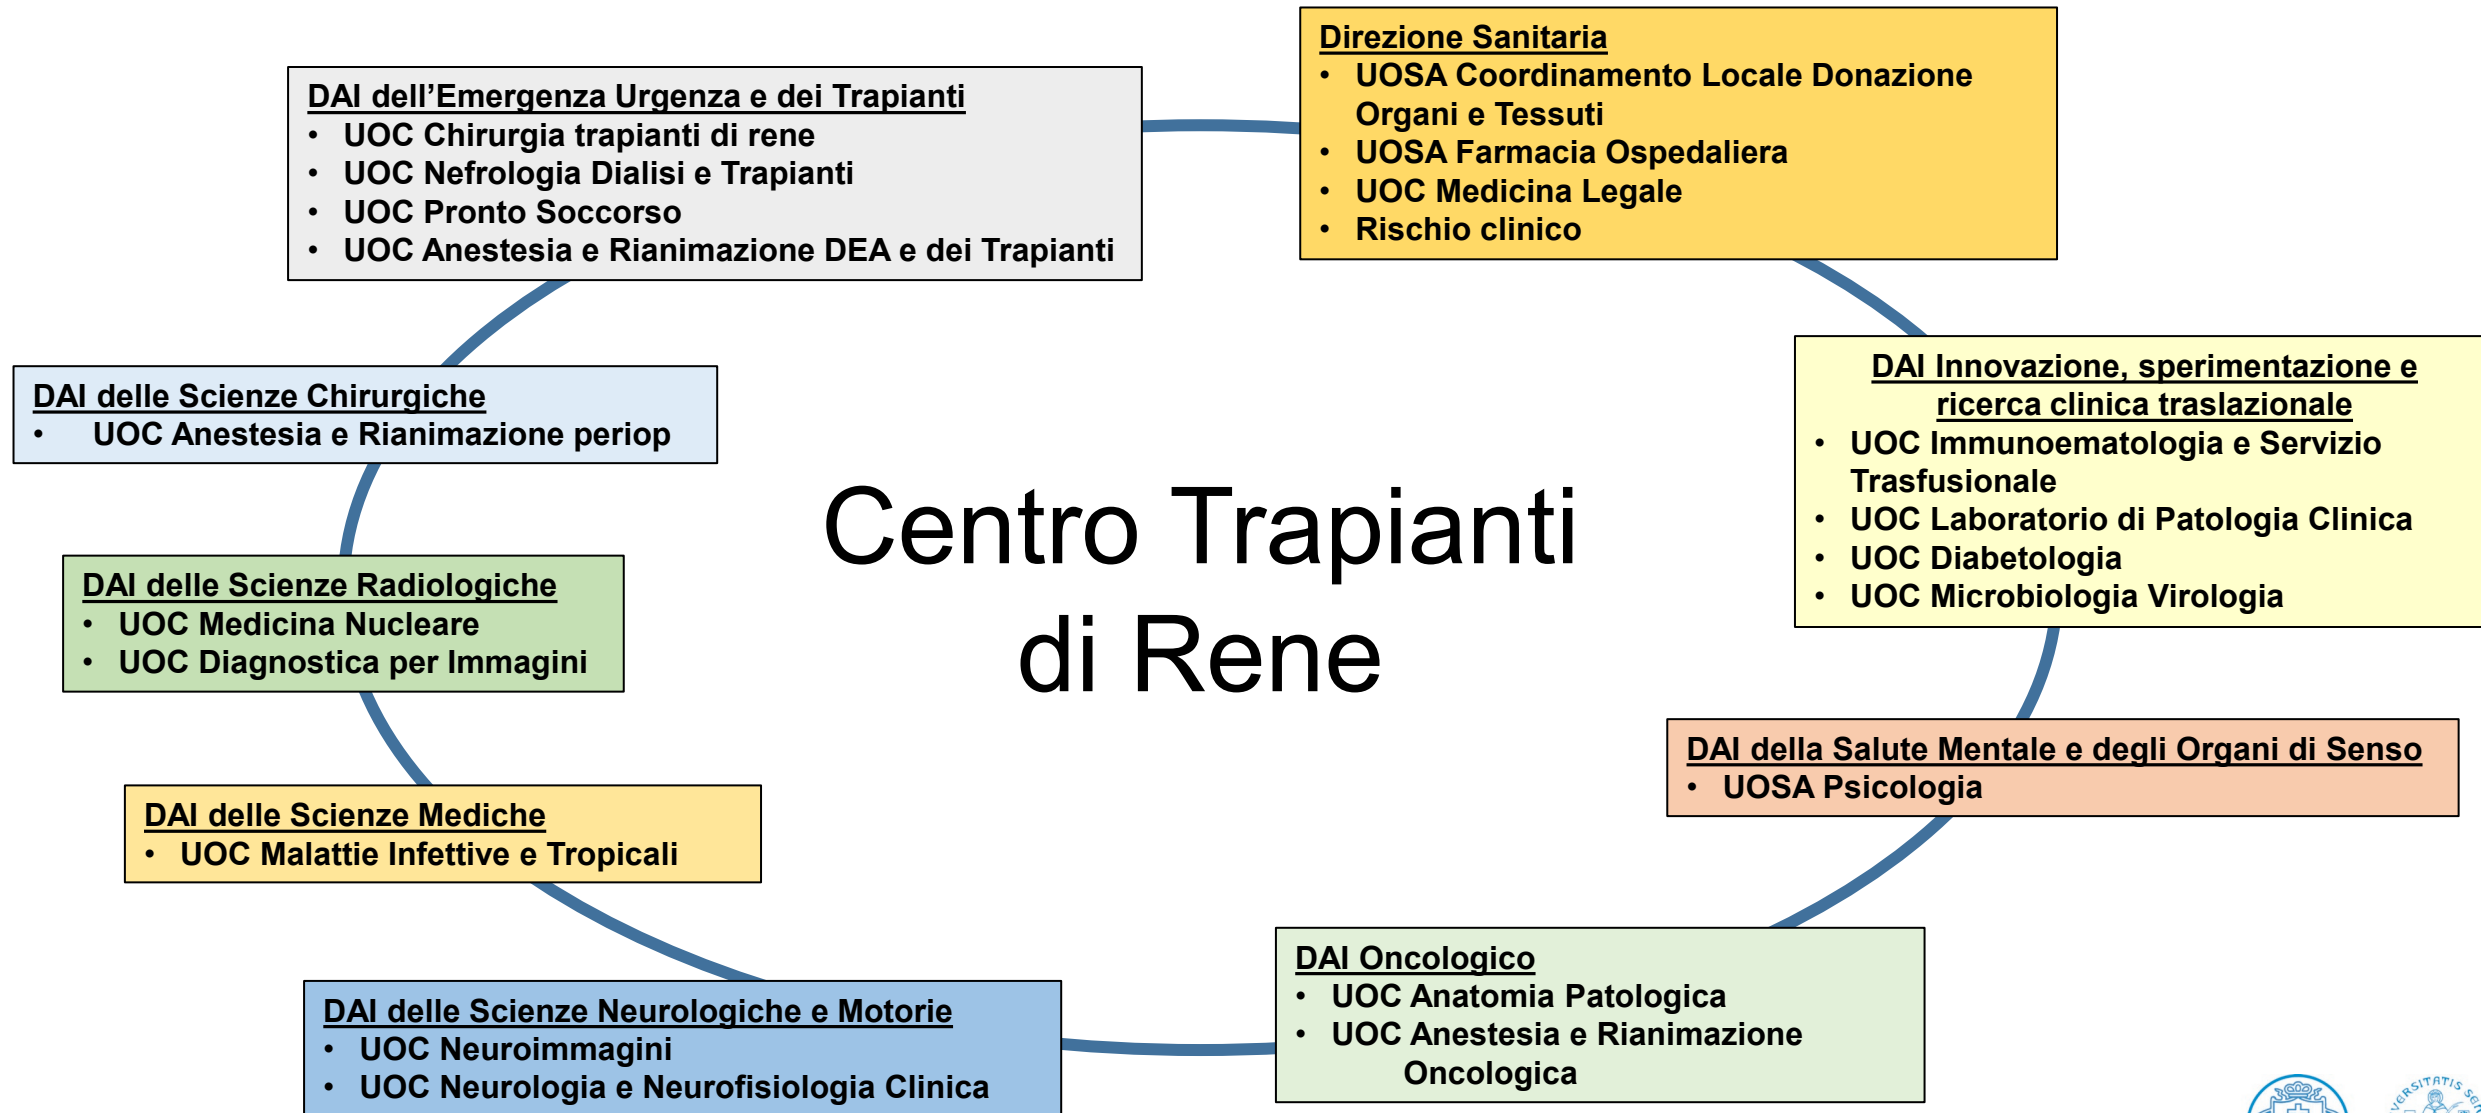 DAI dell’Emergenza Urgenza e dei Trapianti
• UOC Chirurgia trapianti di rene
• UOC Nefrologia Dialisi e Trapianti
• UOC Pronto Soccorso
• UOC Anestesia e Rianimazione DEA e dei Trapianti
Direzione Sanitaria
• UOSA Coordinamento Locale Donazione
Organi e Tessuti
• UOSA Farmacia Ospedaliera
• UOC Medicina Legale
• Rischio clinico
DAI delle Scienze Chirurgiche
• UOC Anestesia e Rianimazione periop
DAI Innovazione, sperimentazione e
ricerca clinica traslazionale
• UOC Immunoematologia e Servizio
Trasfusionale
• UOC Laboratorio di Patologia Clinica
• UOC Diabetologia
• UOC Microbiologia Virologia
Centro Trapianti
di Rene
DAI delle Scienze Radiologiche
• UOC Medicina Nucleare
• UOC Diagnostica per Immagini
DAI della Salute Mentale e degli Organi di Senso
• UOSA Psicologia
DAI delle Scienze Mediche
• UOC Malattie Infettive e Tropicali
DAI Oncologico
• UOC Anatomia Patologica
• UOC Anestesia e Rianimazione
Oncologica
DAI delle Scienze Neurologiche e Motorie
• UOC Neuroimmagini
• UOC Neurologia e Neurofisiologia Clinica